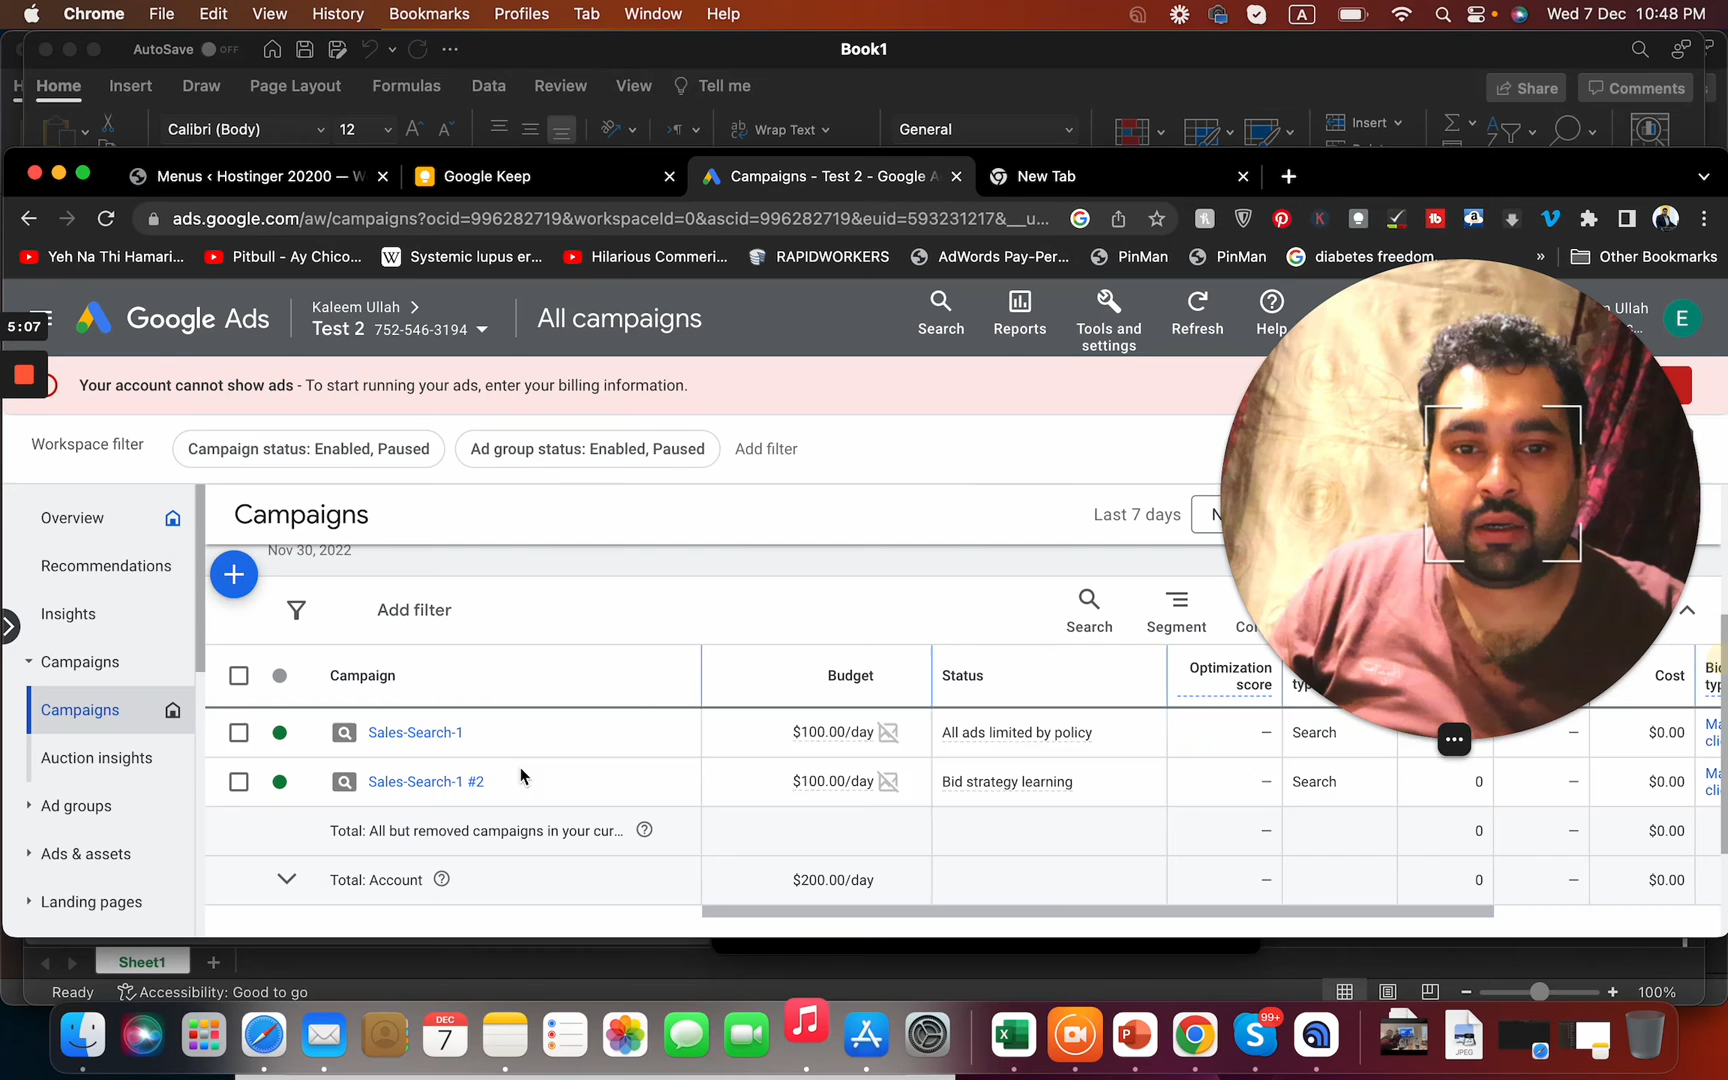 Chrome File Edit View History Bookmarks Profiles Tab Window Help A Wed 7 Dec 10:48 PM
AutoSave OFF Book1
Home Insert Draw Page Layout Formulas Data Review View Tell me Share Comments
Calibri (Body) 12 Wrap Text General Insert
Menus ‹ Hostinger 20200 — W Google Keep Campaigns - Test 2 - Google A New Tab
ads.google.com/aw/campaigns?ocid=996282719&workspaceId=0&ascid=996282719&euid=593231217&__u...
Yeh Na Thi Hamari... Pitbull - Ay Chico... Systemic lupus er... Hilarious Commeri... RAPIDWORKERS AdWords Pay-Per... PinMan PinMan diabetes freedom... » Other Bookmarks
Google Ads Kaleem Ullah All campaigns Search Reports Tools and settings Refresh Help Ullah E
Test 2 752-546-3194
5:07
Your account cannot show ads - To start running your ads, enter your billing information.
Workspace filter Campaign status: Enabled, Paused Ad group status: Enabled, Paused Add filter
Overview
Recommendations
Insights
Campaigns
Campaigns
Auction insights
Ad groups
Ads & assets
Landing pages
Campaigns Last 7 days
Nov 30, 2022
Add filter Search Segment
Campaign Budget Status Optimization score Cost
Sales-Search-1 $100.00/day All ads limited by policy – Search – $0.00
Sales-Search-1 #2 $100.00/day Bid strategy learning – Search 0 – $0.00
Total: All but removed campaigns in your cur... – 0 – $0.00
Total: Account $200.00/day – 0 – $0.00
Sheet1
Ready Accessibility: Good to go 100%
DEC
7
99+
JPEG